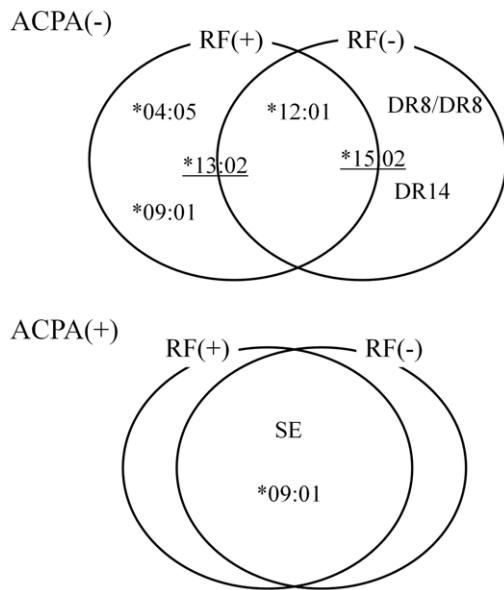 ACPA(-)
RF(+) RF(-)
*04:05 *12:01 DR8/DR8
*13:02 *15:02
*09:01 DR14
ACPA(+)
RF(+) RF(-)
SE
*09:01